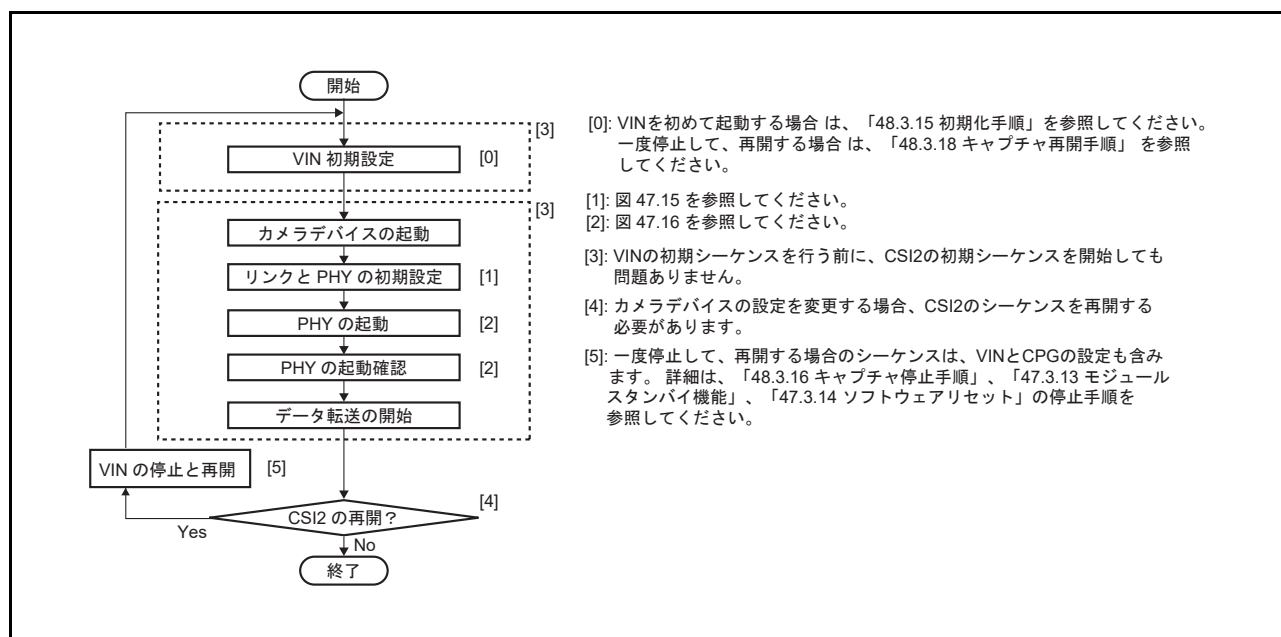 開始
[3]
VIN 初期設定 [0]
[3]
カメラデバイスの起動
リンクと PHY の初期設定 [1]
PHY の起動 [2]
PHY の起動確認 [2]
データ転送の開始
VIN の停止と再開 [5]
[4]
CSI2 の再開？
Yes
No
終了
[0]: VINを初めて起動する場合 は、「48.3.15 初期化手順」を参照してください。
一度停止して、再開する場合 は、「48.3.18 キャプチャ再開手順」 を参照
してください。
[1]: 図 47.15 を参照してください。
[2]: 図 47.16 を参照してください。
[3]: VINの初期シーケンスを行う前に、CSI2の初期シーケンスを開始しても
問題ありません。
[4]: カメラデバイスの設定を変更する場合、CSI2のシーケンスを再開する
必要があります。
[5]: 一度停止して、再開する場合のシーケンスは、VINとCPGの設定も含み
ます。 詳細は、「48.3.16 キャプチャ停止手順」、「47.3.13 モジュール
スタンバイ機能」、「47.3.14 ソフトウェアリセット」の停止手順を
参照してください。